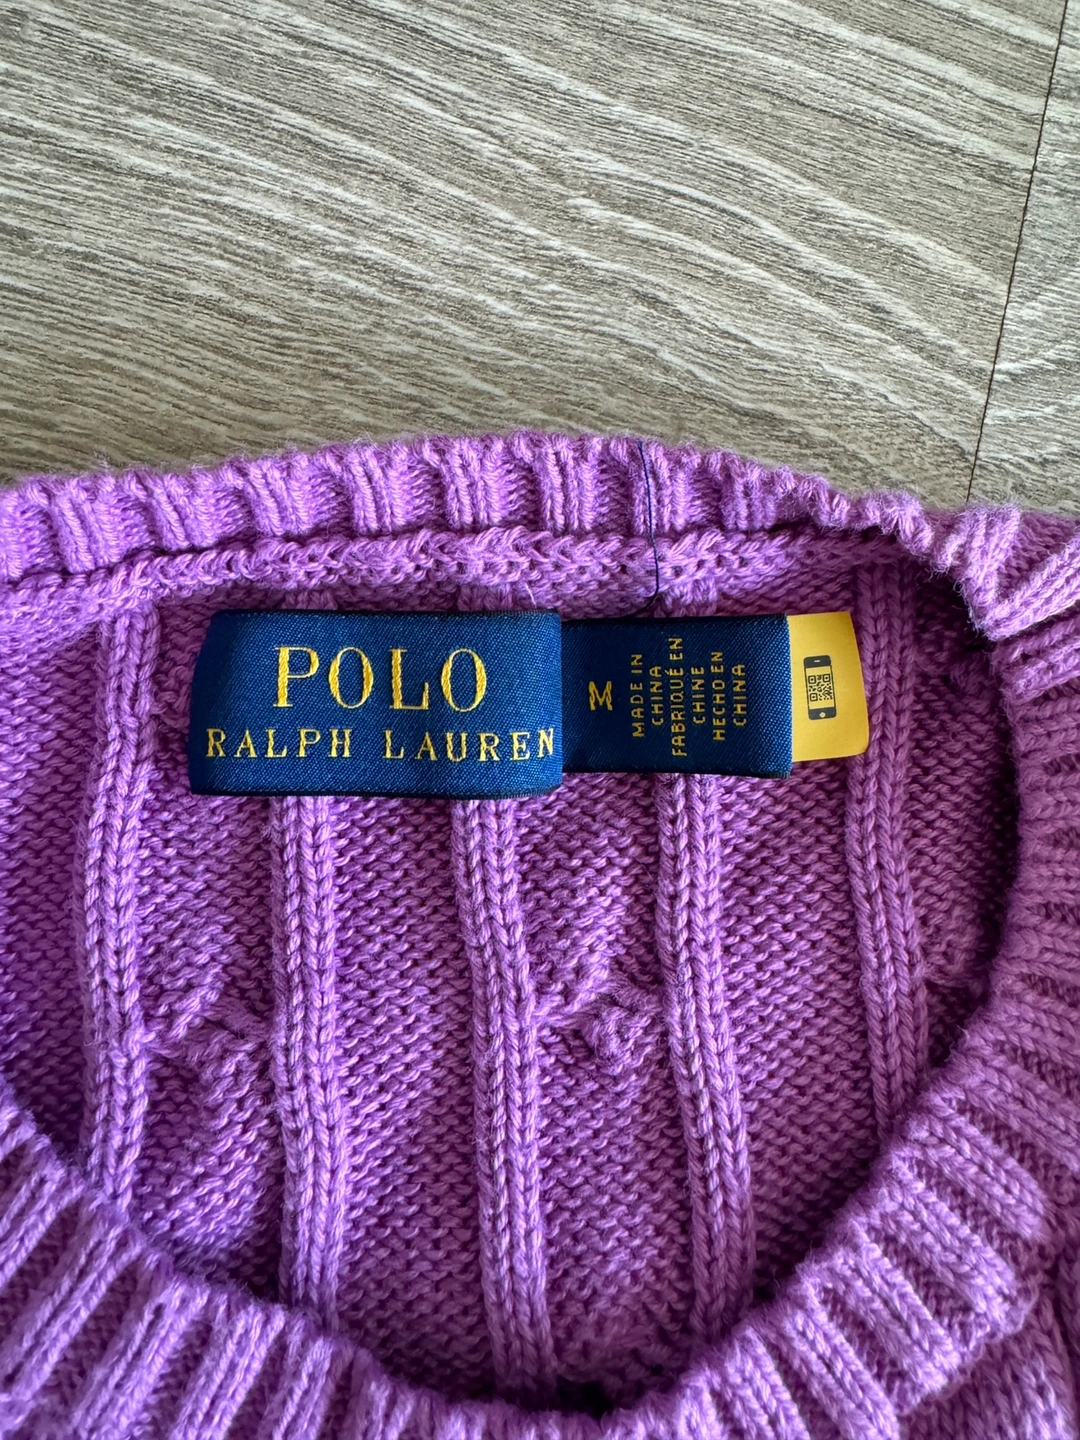 POLO
RALPH LAUREN
M
MADE IN
CHINA
FABRIQUÉ EN
CHINE
HECHO EN
CHINA